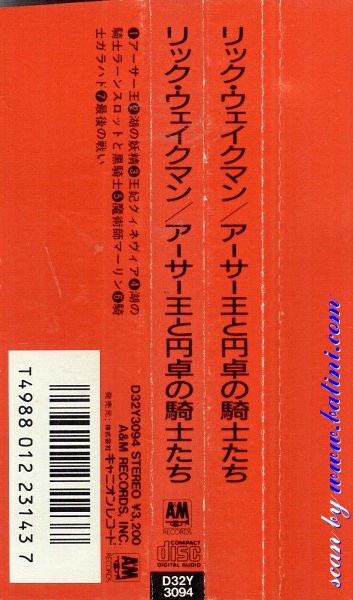 リック・ウェイクマン／アーサー王と円卓の騎士たち
リック・ウェイクマン／アーサー王と円卓の騎士たち
❶アーサー王❷湖の妖精❸王妃グィネヴィア❹湖の
騎士ラーンスロットと黒騎士❺魔術師マーリン❻騎
士ガラハド❼最後の戦い
D32Y3094 STEREO ¥3,200
A&M RECORDS, INC.
発売元：株式会社キャニオンレコード
T4988 012 223143 7
A&M
RECORDS
A&M
RECORDS
COMPACT
disc
DIGITAL AUDIO
D32Y
3094
scan by www.kalini.com